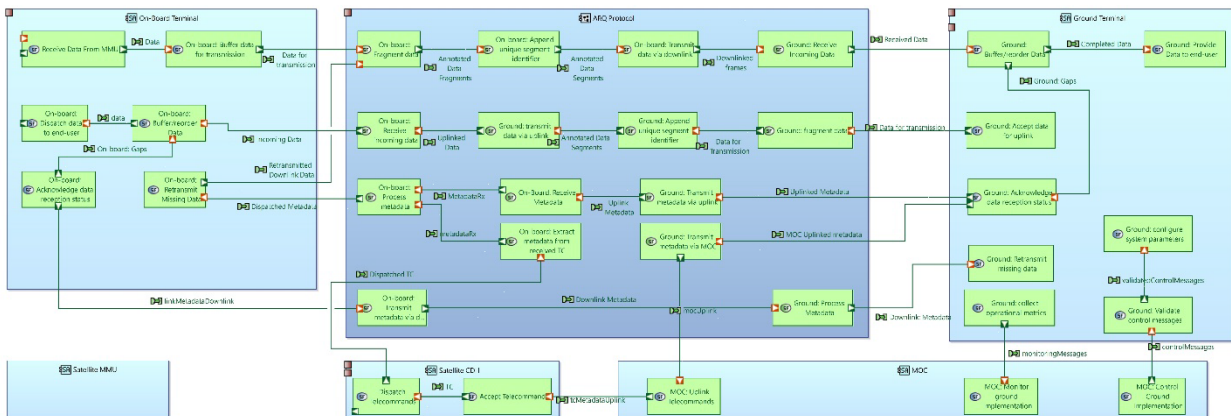 On-Board Terminal
ARQ Protocol
Ground Terminal
Receive Data From MMU
Data
On-board: Buffer data
for transmission
Data for
transmission
On-board:
Fragment data
Annotated
Data
Fragments
On-board: Append
unique segment
identifier
Annotated
Data Segments
On-board: Transmit
data via downlink
Downlinked
frames
Ground: Receive
Incoming Data
Received Data
Ground:
Buffer/reorder Data
Completed Data
Ground: Provide
Data to end-user
Ground: Gaps
On-board:
Dispatch data
to end-user
data
On-board:
Buffer/reorder
Data
Incoming Data
On-board:
Receive
incoming data
Uplinked
Data
Ground: transmit
data via uplink
Annotated Data
Segments
Ground: Append
unique segment
identifier
Data for
Transmission
Ground: fragment data
Data for transmission
Ground: Accept data
for uplink
On-board: Gaps
Retransmitted
Downlink Data
On-board:
Acknowledge data
reception status
On-board:
Retransmit
Missing Data
Dispatched Metadata
On-board:
Process
metadata
MetadataRx
On-Board: Receive
Metadata
Uplink
Metadata
Ground: Transmit
metadata via uplink
Uplinked Metadata
Ground: Acknowledge
data reception status
metadataRx
On-board: Extract
metadata from
received TC
Ground: Transmit
metadata via MOC
MOC Uplinked metadata
Ground: configure
system parameters
Dispatched TC
Ground: Retransmit
missing data
validatedControlMessages
linkMetadataDownlink
On-board:
Transmit
metadata via d...
Downlink Metadata
mocUplink
Ground: Process
Metadata
Downlink Metadata
Ground: collect
operational metrics
Ground: Validate
control messages
monitoringMessages
controlMessages
Satellite MMU
Satellite CDH
MOC
Dispatch
Telecommands
TC
Accept Telecommand
tcMetadataUplink
MOC: Uplink
Telecommands
MOC: Monitor
ground
implementation
MOC: Control
Ground
Implementation